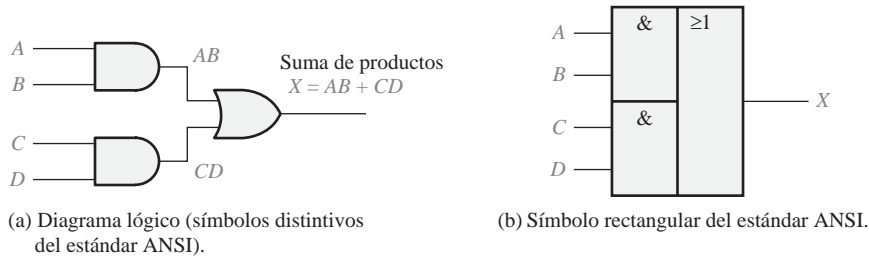 A
B
AB
Suma de productos
X = AB + CD
C
D
CD
(a) Diagrama lógico (símbolos distintivos
del estándar ANSI).
&
≥1
A
B
&
C
D
X
(b) Símbolo rectangular del estándar ANSI.